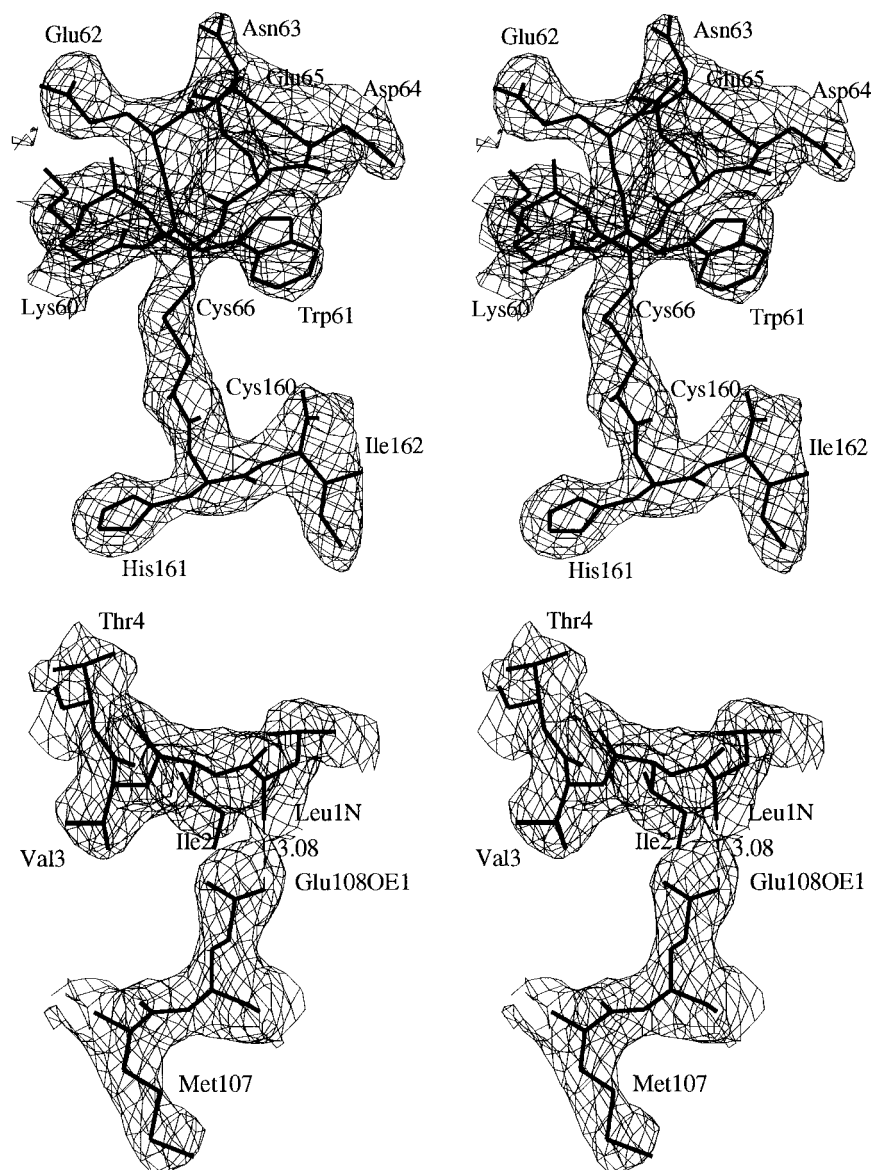 Glu62 Asn63 Glu62 Asn63
Glu65 Asp64 Glu65 Asp64
Lys60 Cys66 Trp61 Lys60 Cys66 Trp61
Cys160 Cys160
Ile162 Ile162
His161 His161
Thr4 Thr4
Leu1N Leu1N
Val3 Ile2 3.08 Val3 Ile2 3.08
Glu108OE1 Glu108OE1
Met107 Met107